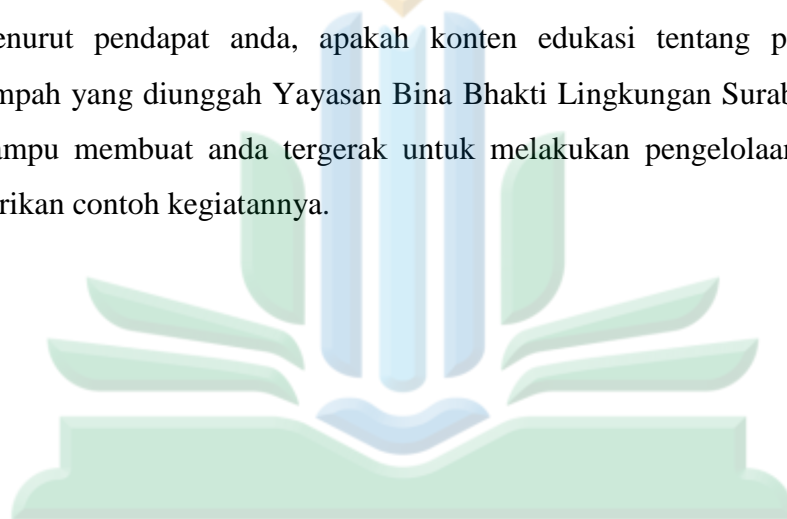 enurut pendapat anda, apakah konten edukasi tentang p
mpah yang diunggah Yayasan Bina Bhakti Lingkungan Surab
ampu membuat anda tergerak untuk melakukan pengelolaan
rikan contoh kegiatannya.